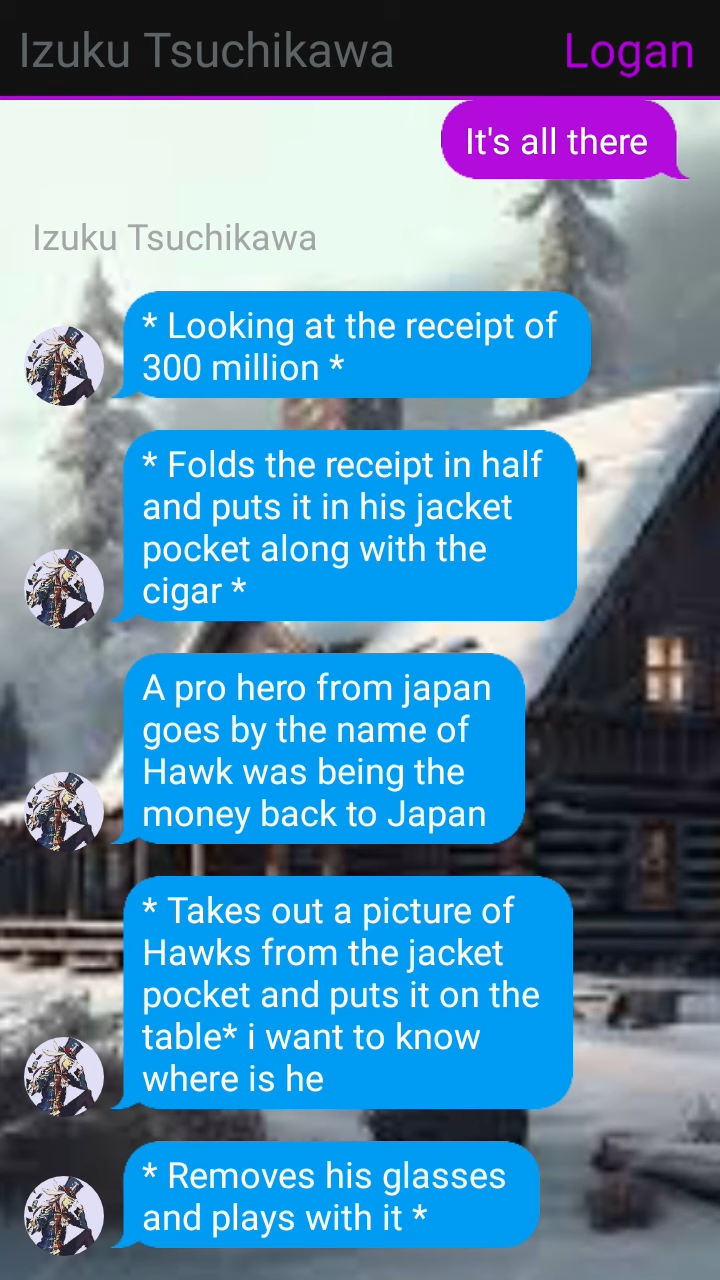 Izuku Tsuchikawa
Logan
It's all there
Izuku Tsuchikawa
* Looking at the receipt of
300 million *
* Folds the receipt in half
and puts it in his jacket
pocket along with the
cigar *
A pro hero from japan
goes by the name of
Hawk was being the
money back to Japan
* Takes out a picture of
Hawks from the jacket
pocket and puts it on the
table* i want to know
where is he
* Removes his glasses
and plays with it *